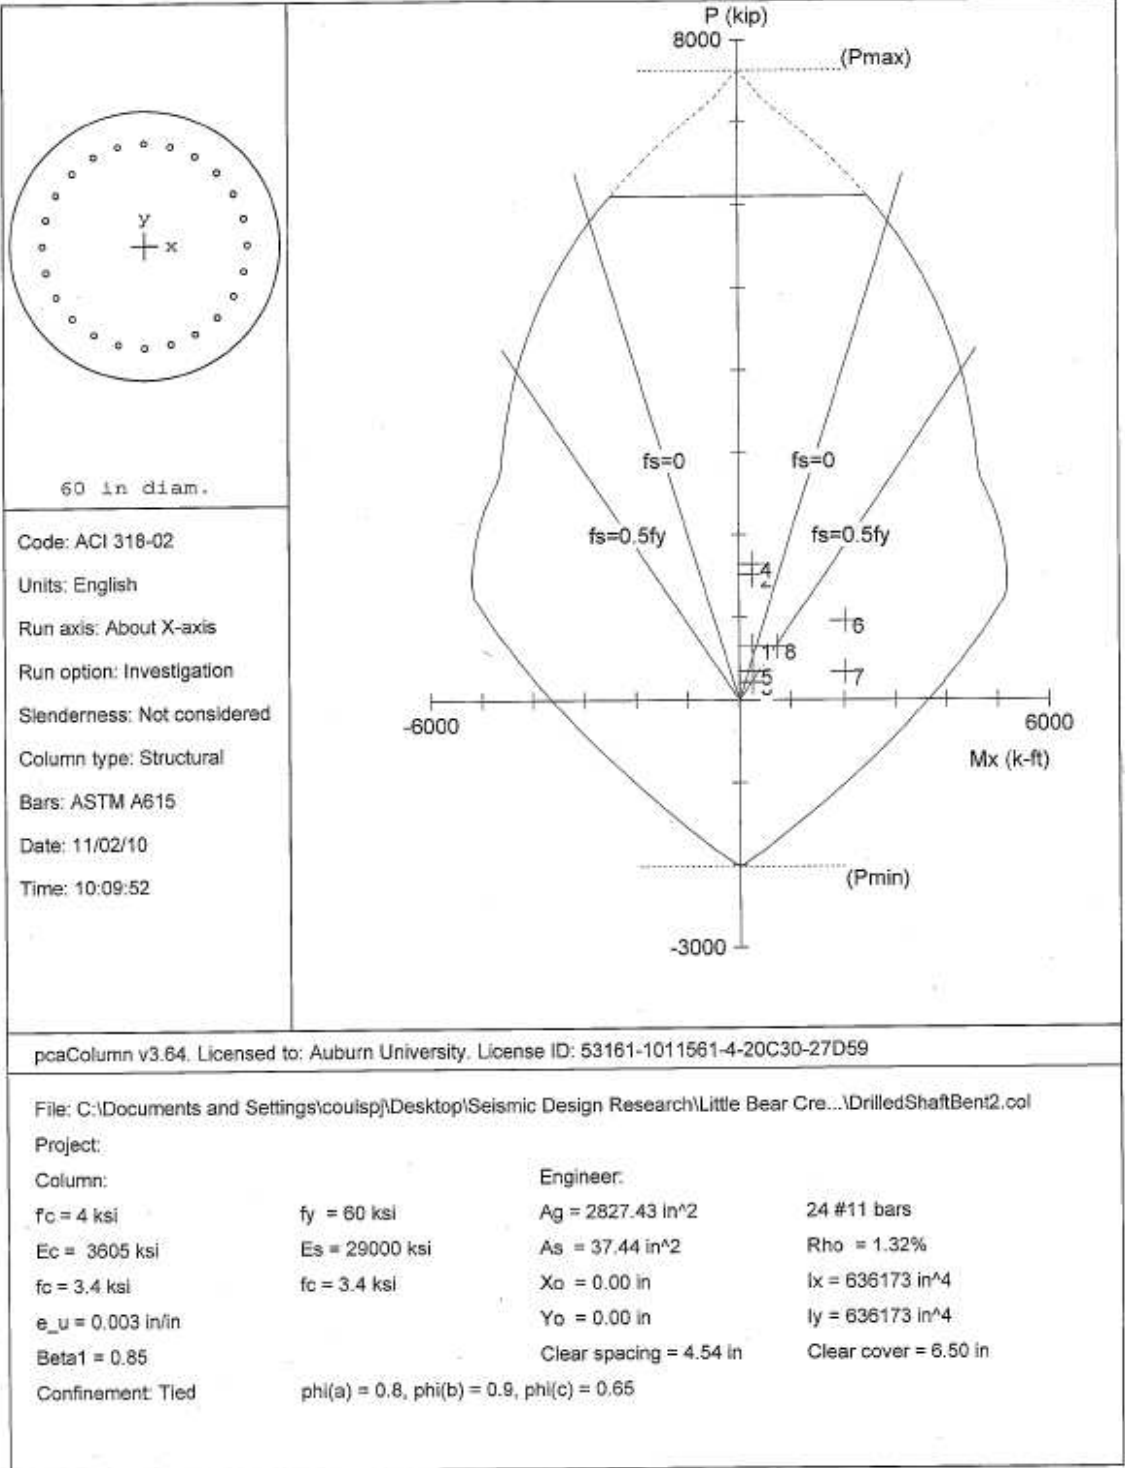 P (kip)
8000
(Pmax)
y
x
60 in diam.
fs=0
fs=0
fs=0.5fy
fs=0.5fy
4
2
6
1
8
5
7
3
-6000
6000
Mx (k-ft)
(Pmin)
-3000
Code: ACI 318-02
Units: English
Run axis: About X-axis
Run option: Investigation
Slenderness: Not considered
Column type: Structural
Bars: ASTM A615
Date: 11/02/10
Time: 10:09:52
pcaColumn v3.64. Licensed to: Auburn University. License ID: 53161-1011561-4-20C30-27D59
File: C:\Documents and Settings\coulspj\Desktop\Seismic Design Research\Little Bear Cre...\DrilledShaftBent2.col
Project:
Column:
Engineer:
f'c = 4 ksi
fy = 60 ksi
Ag = 2827.43 in^2
24 #11 bars
Ec = 3605 ksi
Es = 29000 ksi
As = 37.44 in^2
Rho = 1.32%
fc = 3.4 ksi
fc = 3.4 ksi
Xo = 0.00 in
Ix = 636173 in^4
e_u = 0.003 in/in
Yo = 0.00 in
Iy = 636173 in^4
Beta1 = 0.85
Clear spacing = 4.54 in
Clear cover = 6.50 in
Confinement: Tied
phi(a) = 0.8, phi(b) = 0.9, phi(c) = 0.65